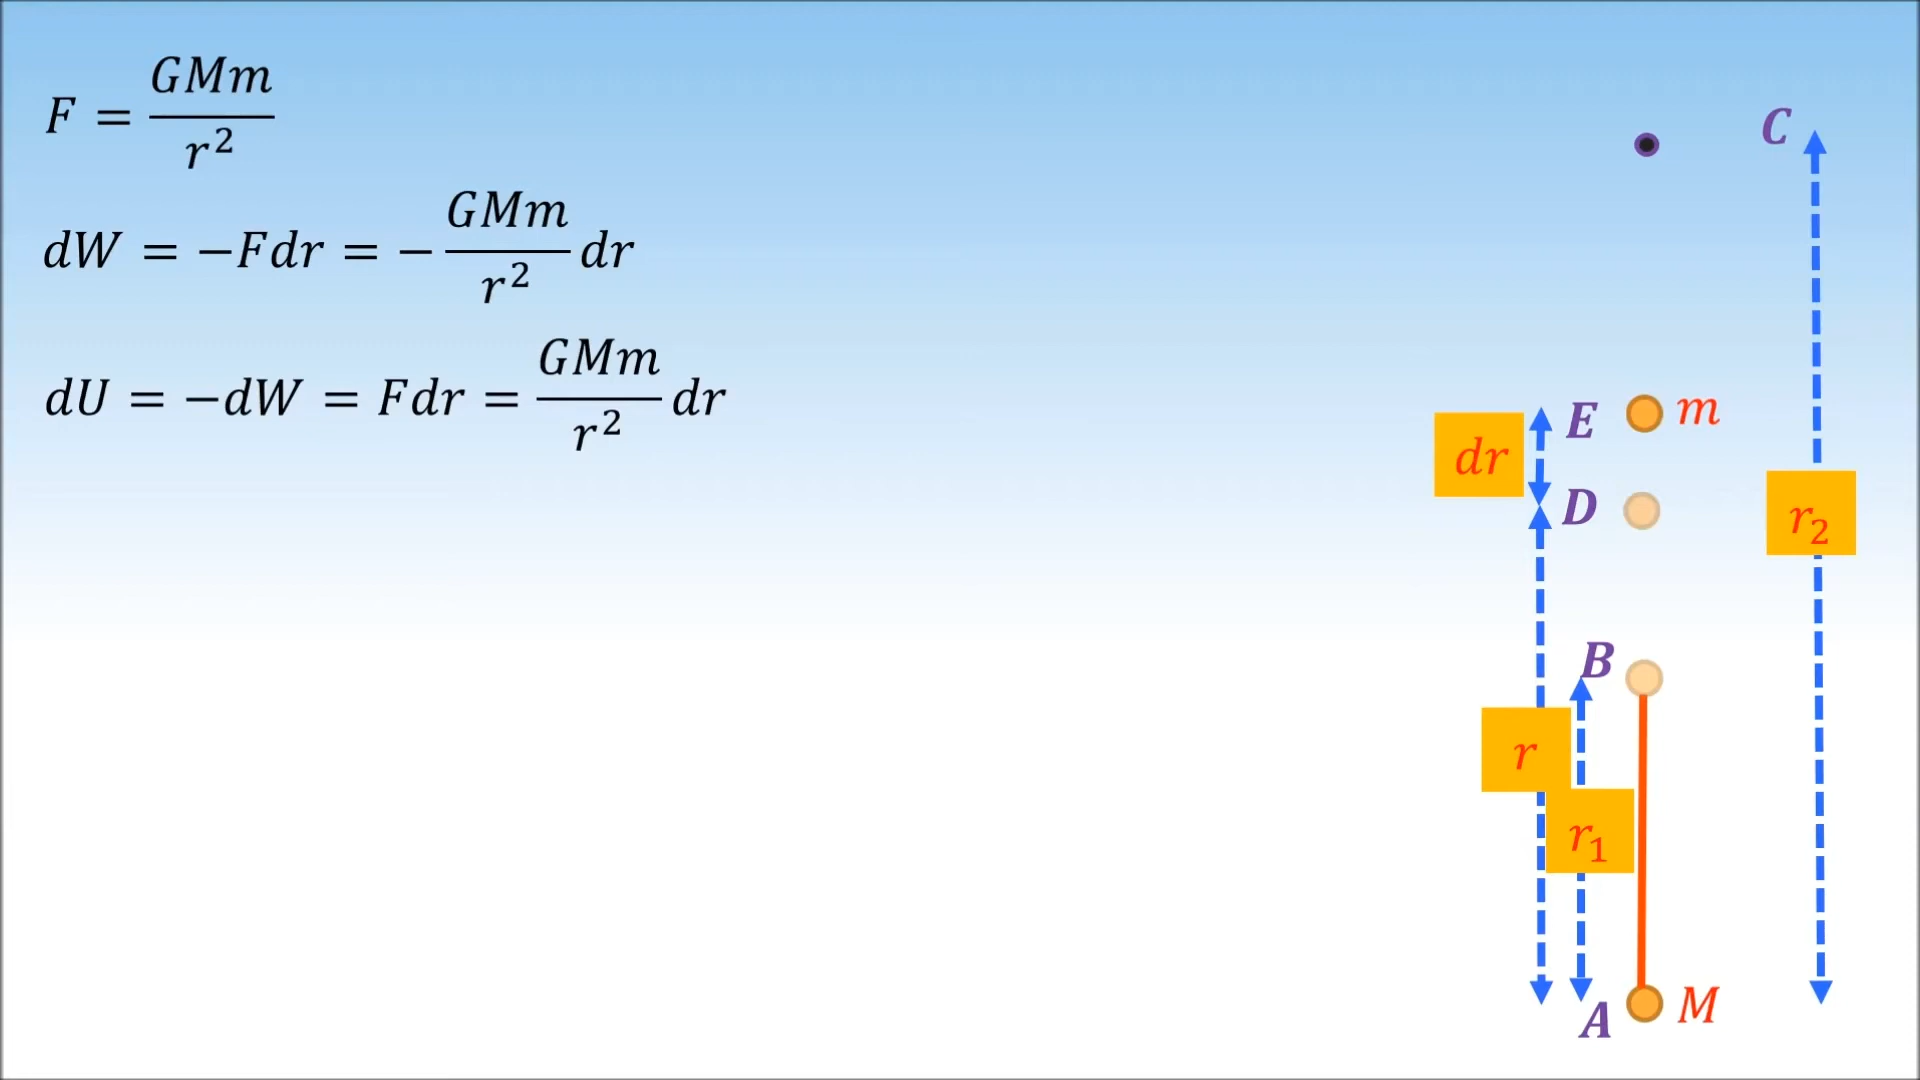 F = GMm / r²
dW = −Fdr = − GMm / r² dr
dU = −dW = Fdr = GMm / r² dr
C
E m
dr
D
r₂
B
r
r₁
A M